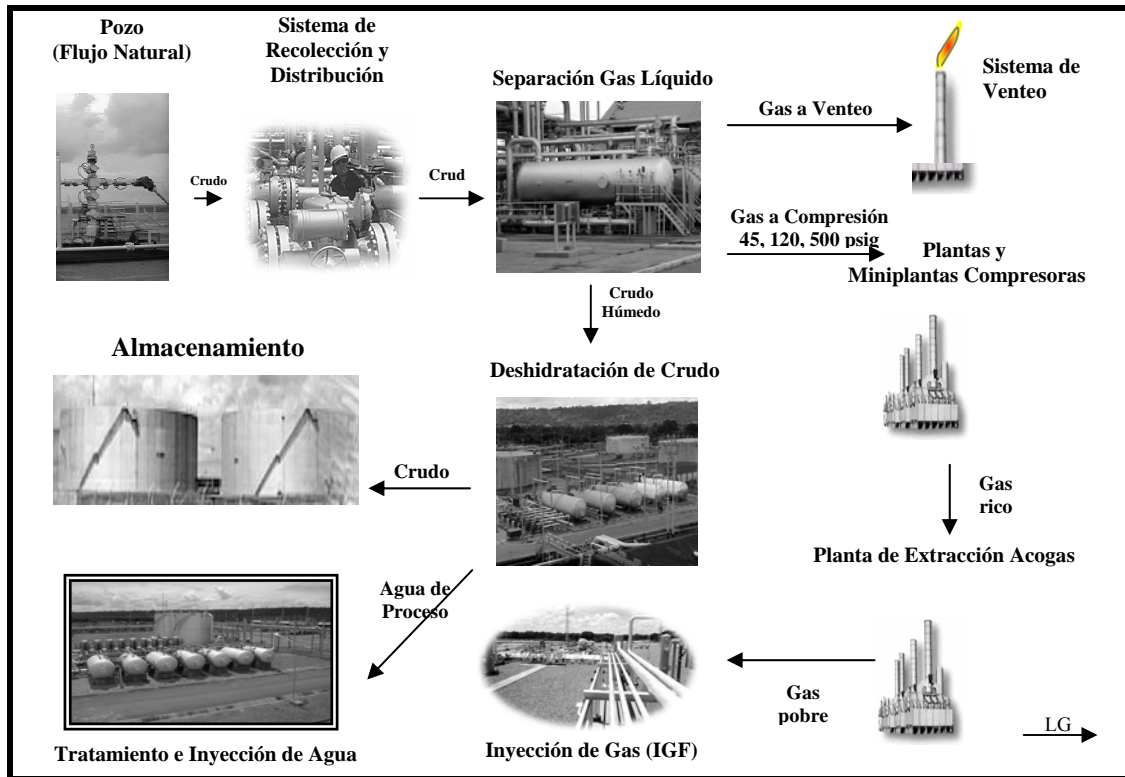 Pozo
(Flujo Natural)
Sistema de
Recolección y
Distribución
Separación Gas Líquido
Sistema de
Venteo
Gas a Venteo
Crudo
Crud
Gas a Compresión
45, 120, 500 psig
Plantas y
Miniplantas Compresoras
Crudo
Húmedo
Almacenamiento
Deshidratación de Crudo
Crudo
Gas
rico
Planta de Extracción Acogas
Agua de
Proceso
Gas
pobre
LG
Tratamiento e Inyección de Agua
Inyección de Gas (IGF)